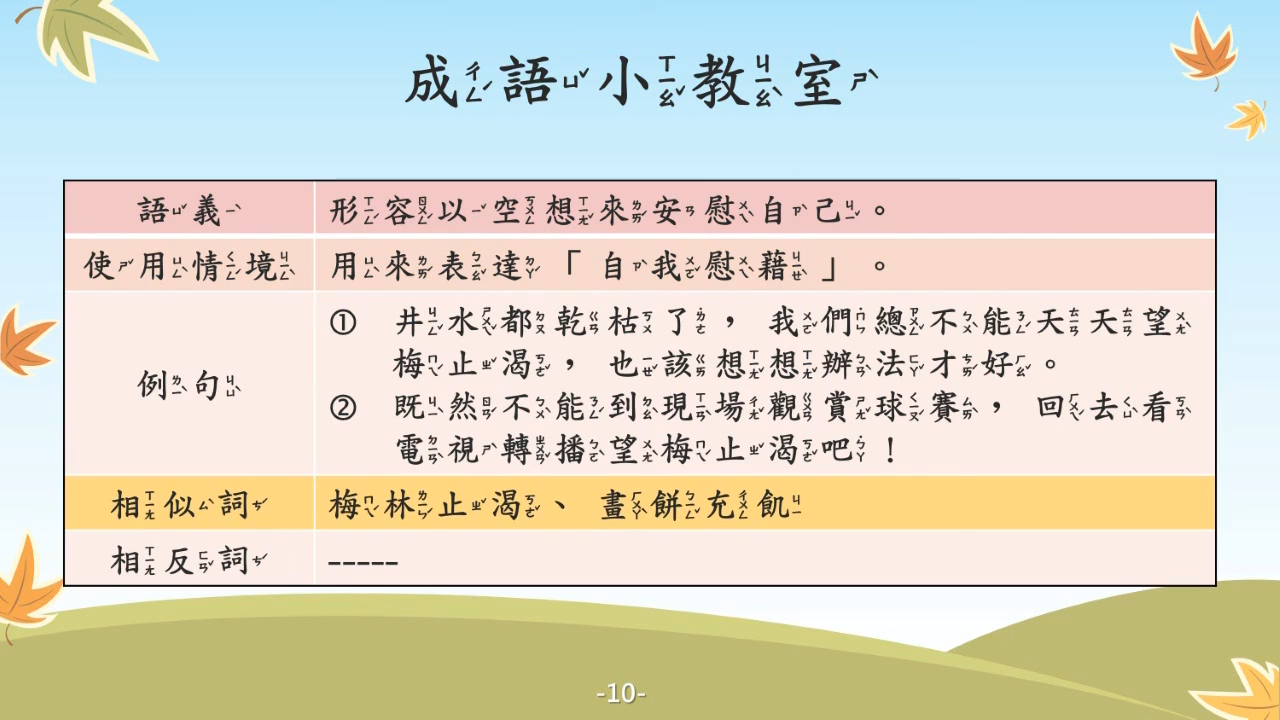 成語小教室
語義 形容以空想來安慰自己。
使用情境 用來表達「自我慰藉」。
例句
① 井水都乾枯了，我們總不能天天望
梅止渴，也該想想辦法才好。
② 既然不能到現場觀賞球賽，回去看
電視轉播望梅止渴吧！
相似詞 梅林止渴、畫餅充飢
相反詞 -----
-10-